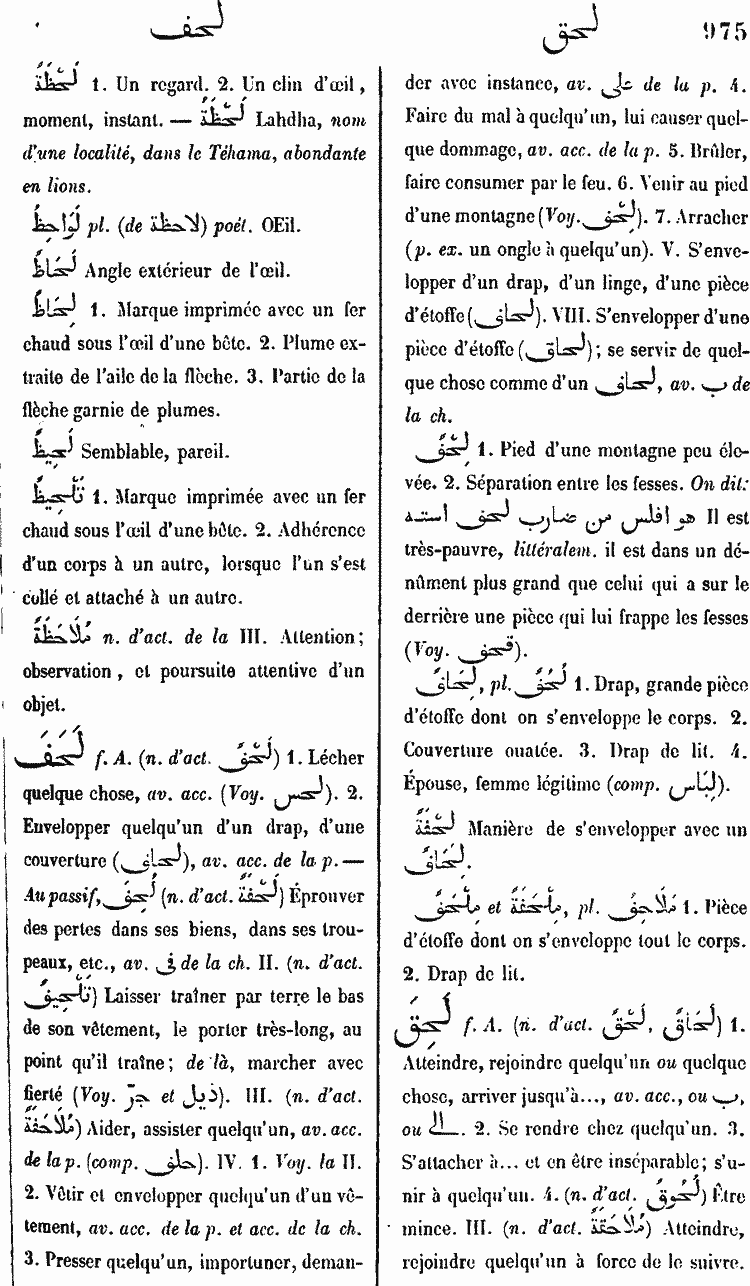 لحف
لحق
975
لَحْظَةٌ 1. Un regard. 2. Un clin d'œil,
moment, instant. — لَحْظَةٌ Lahdha, nom
d'une localité, dans le Téhama, abondante
en lions.
لَوَاحِظُ pl. (de لاحظة) poét. OEil.
لَحَاظٌ Angle extérieur de l'œil.
لِحَاظٌ 1. Marque imprimée avec un fer
chaud sous l'œil d'une bête. 2. Plume ex-
traite de l'aile de la flèche. 3. Partie de la
flèche garnie de plumes.
لَحِيظٌ Semblable, pareil.
تَلْحِيظٌ 1. Marque imprimée avec un fer
chaud sous l'œil d'une bête. 2. Adhérence
d'un corps à un autre, lorsque l'un s'est
collé et attaché à un autre.
مُلَاحَظَةٌ n. d'act. de la III. Attention;
observation, et poursuite attentive d'un
objet.
لَحَفَ f. A. (n. d'act. لَحْفٌ) 1. Lécher
quelque chose, av. acc. (Voy. لحس). 2.
Envelopper quelqu'un d'un drap, d'une
couverture (لحاف), av. acc. de la p. —
Au passif, لُحِفَ (n. d'act. لَحْفَةٌ) Éprouver
des pertes dans ses biens, dans ses trou-
peaux, etc., av. فى de la ch. II. (n. d'act.
تَلْحِيفٌ) Laisser traîner par terre le bas
de son vêtement, le porter très-long, au
point qu'il traîne; de là, marcher avec
fierté (Voy. جرّ et ذيل). III. (n. d'act.
مُلَاحَفَةٌ) Aider, assister quelqu'un, av. acc.
de la p. (comp. حلف). IV. 1. Voy. la II.
2. Vêtir et envelopper quelqu'un d'un vê-
tement, av. acc. de la p. et acc. de la ch.
3. Presser quelqu'un, importuner, deman-
der avec instance, av. على de la p. 4.
Faire du mal à quelqu'un, lui causer quel-
que dommage, av. acc. de la p. 5. Brûler,
faire consumer par le feu. 6. Venir au pied
d'une montagne (Voy. لِحْف). 7. Arracher
(p. ex. un ongle à quelqu'un). V. S'enve-
lopper d'un drap, d'un linge, d'une pièce
d'étoffe (لحاف). VIII. S'envelopper d'une
pièce d'étoffe (لحاف); se servir de quel-
que chose comme d'un لحاف, av. ب de
la ch.
لِحْفٌ 1. Pied d'une montagne peu éle-
vée. 2. Séparation entre les fesses. On dit:
هو افلس من ضارب لحف استه Il est
très-pauvre, littéralem. il est dans un dé-
nûment plus grand que celui qui a sur le
derrière une pièce qui lui frappe les fesses
(Voy. قحف).
لِحَافٌ, pl. لُحُفٌ 1. Drap, grande pièce
d'étoffe dont on s'enveloppe le corps. 2.
Couverture ouatée. 3. Drap de lit. 4.
Épouse, femme légitime (comp. لِبَاس).
لِحْفَةٌ Manière de s'envelopper avec un
لِحَافٌ.
مِلْحَفٌ et مِلْحَفَةٌ, pl. مَلَاحِفُ 1. Pièce
d'étoffe dont on s'enveloppe tout le corps.
2. Drap de lit.
لَحِقَ f. A. (n. d'act. لَحْقٌ, لَحَاقٌ) 1.
Atteindre, rejoindre quelqu'un ou quelque
chose, arriver jusqu'à..., av. acc., ou ب,
ou الى. 2. Se rendre chez quelqu'un. 3.
S'attacher à... et en être inséparable; s'u-
nir à quelqu'un. 4. (n. d'act. لُحُوقٌ) Être
mince. III. (n. d'act. مُلَاحَقَةٌ) Atteindre,
rejoindre quelqu'un à force de le suivre.